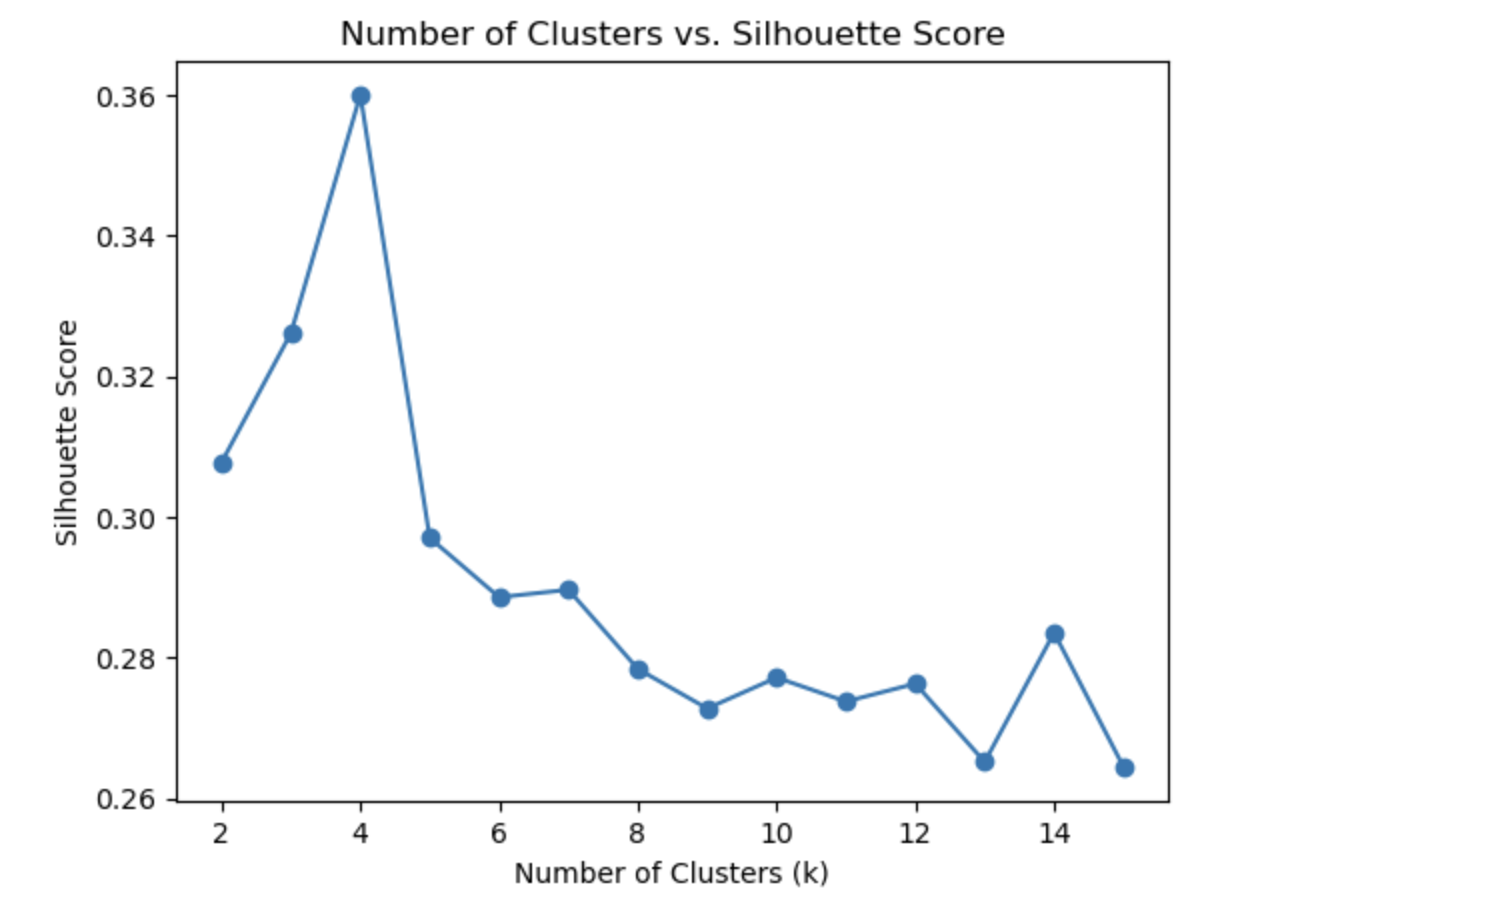 Number of Clusters vs. Silhouette Score
Silhouette Score
0.36
0.34
0.32
0.30
0.28
0.26
2 4 6 8 10 12 14
Number of Clusters (k)